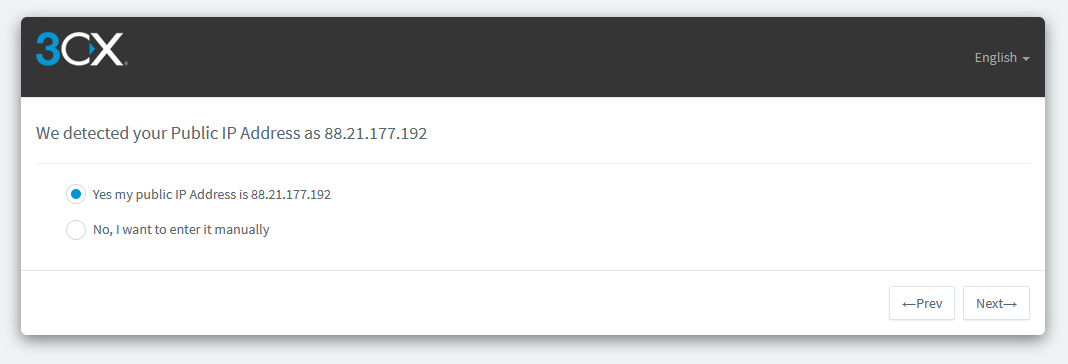 3CX
English
We detected your Public IP Address as 88.21.177.192
Yes my public IP Address is 88.21.177.192
No, I want to enter it manually
←Prev
Next→